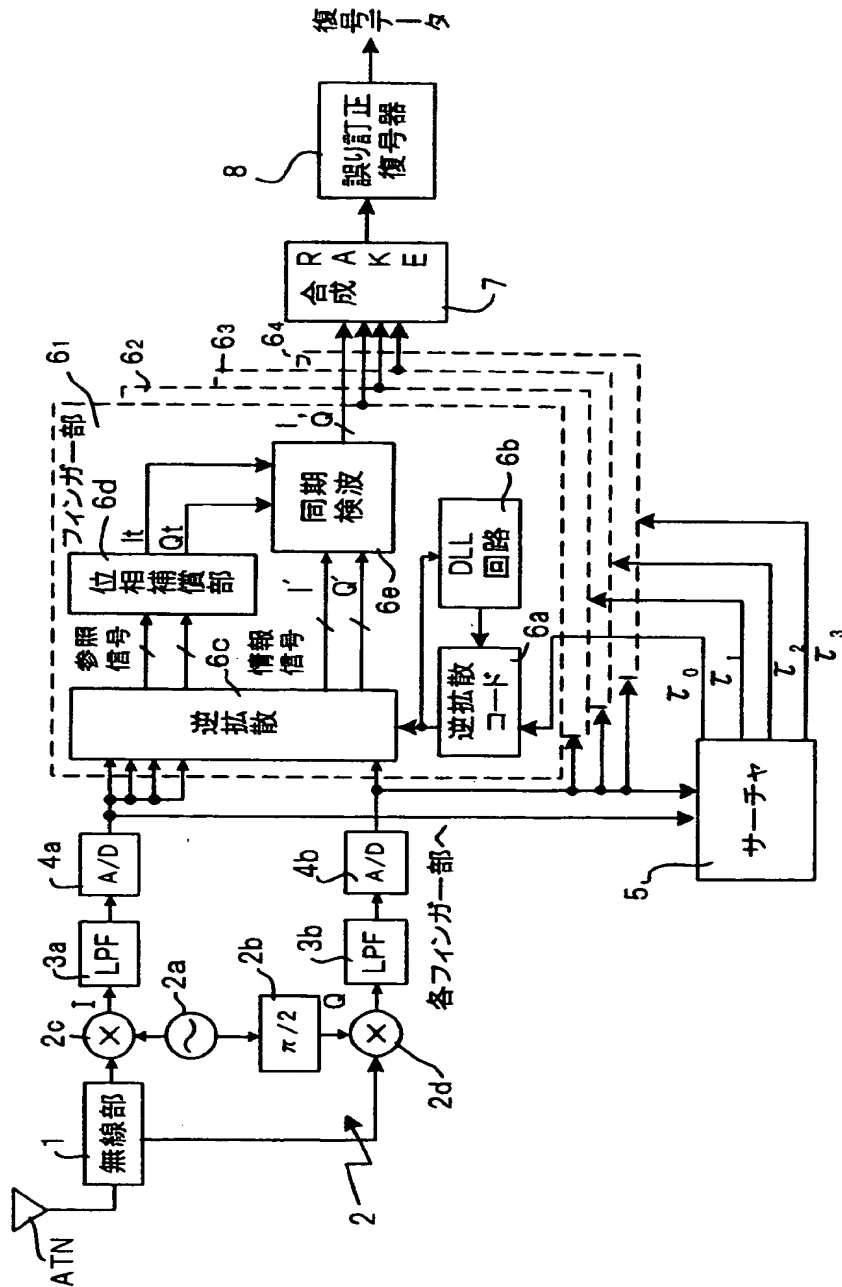 ATN
1
無線部
2
2c
I
2a
2b
π/2
Q
2d
3a
LPF
3b
LPF
4a
A/D
4b
A/D
各フィンガー部へ
5
サーチャ
τ0
τ1
τ2
τ3
フィンガー部
61
62
63
64
6c
逆拡散
参照
信号
情報
信号
6d
位相補償部
It
Qt
I'
Q'
6e
同期
検波
I, Q
6b
DLL
回路
6a
逆拡散
コード
7
RAKE
合成
8
誤り訂正
復号器
復号データ